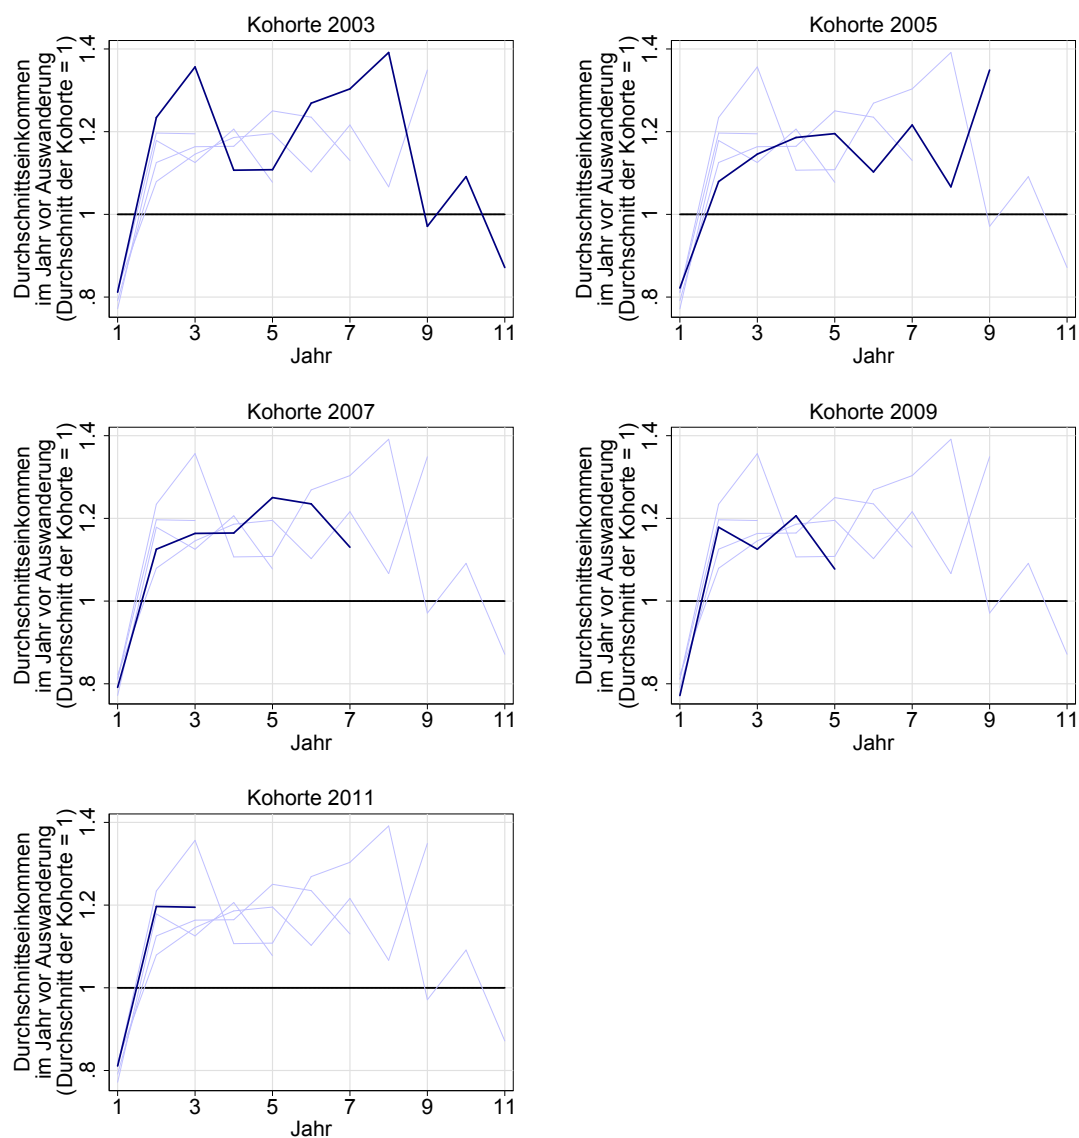 Kohorte 2003
Durchschnittseinkommen
im Jahr vor Auswanderung
(Durchschnitt der Kohorte = 1)
1.4
1.2
1
.8
1 3 5 7 9 11
Jahr
Kohorte 2005
Durchschnittseinkommen
im Jahr vor Auswanderung
(Durchschnitt der Kohorte = 1)
1.4
1.2
1
.8
1 3 5 7 9 11
Jahr
Kohorte 2007
Durchschnittseinkommen
im Jahr vor Auswanderung
(Durchschnitt der Kohorte = 1)
1.4
1.2
1
.8
1 3 5 7 9 11
Jahr
Kohorte 2009
Durchschnittseinkommen
im Jahr vor Auswanderung
(Durchschnitt der Kohorte = 1)
1.4
1.2
1
.8
1 3 5 7 9 11
Jahr
Kohorte 2011
Durchschnittseinkommen
im Jahr vor Auswanderung
(Durchschnitt der Kohorte = 1)
1.4
1.2
1
.8
1 3 5 7 9 11
Jahr